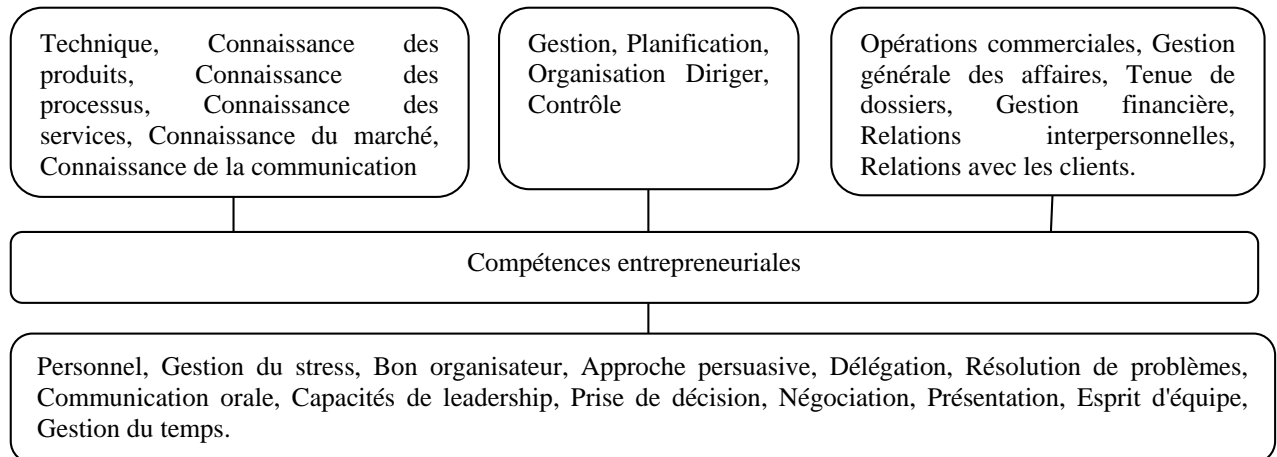 Technique, Connaissance des
produits, Connaissance des
processus, Connaissance des
services, Connaissance du marché,
Connaissance de la communication
Gestion, Planification,
Organisation Diriger,
Contrôle
Opérations commerciales, Gestion
générale des affaires, Tenue de
dossiers, Gestion financière,
Relations interpersonnelles,
Relations avec les clients.
Compétences entrepreneuriales
Personnel, Gestion du stress, Bon organisateur, Approche persuasive, Délégation, Résolution de problèmes,
Communication orale, Capacités de leadership, Prise de décision, Négociation, Présentation, Esprit d'équipe,
Gestion du temps.